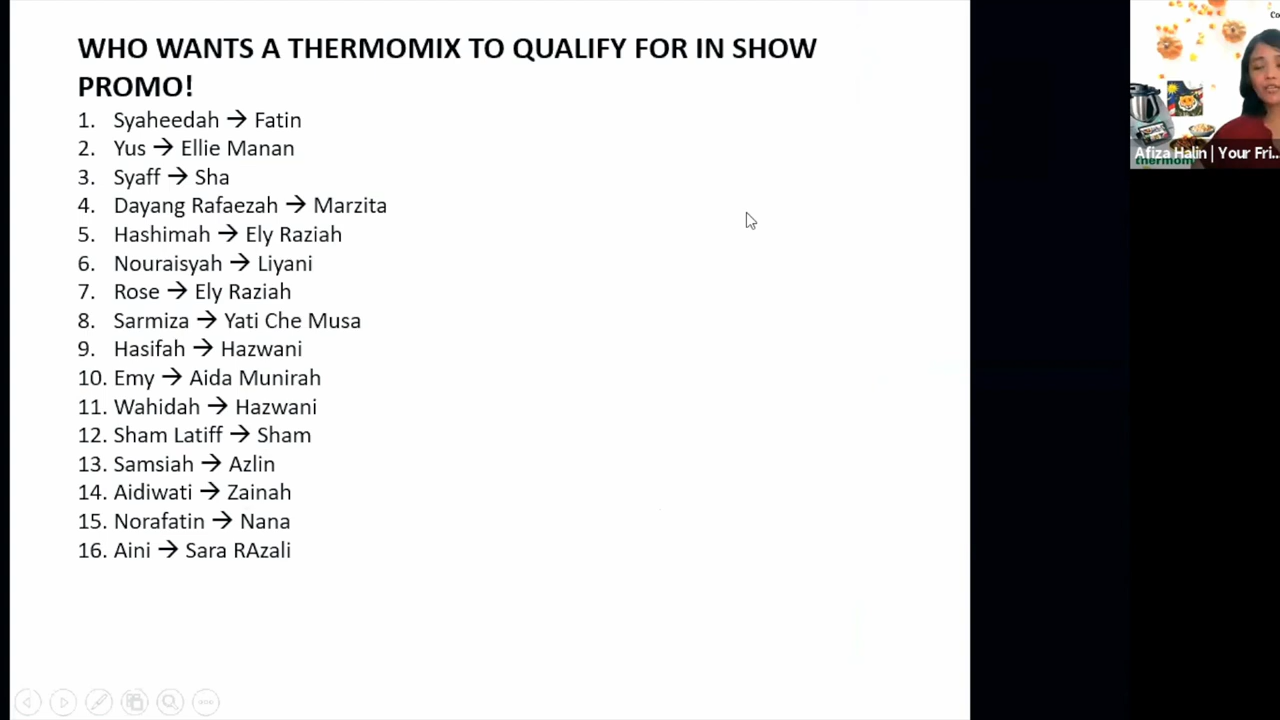 WHO WANTS A THERMOMIX TO QUALIFY FOR IN SHOW
PROMO!
1. Syaheedah → Fatin
2. Yus → Ellie Manan
3. Syaff → Sha
4. Dayang Rafaezah → Marzita
5. Hashimah → Ely Raziah
6. Nouraisyah → Liyani
7. Rose → Ely Raziah
8. Sarmiza → Yati Che Musa
9. Hasifah → Hazwani
10. Emy → Aida Munirah
11. Wahidah → Hazwani
12. Sham Latiff → Sham
13. Samsiah → Azlin
14. Aidiwati → Zainah
15. Norafatin → Nana
16. Aini → Sara RAzali
Co
Afiza Halin | Your Fri...
thermom